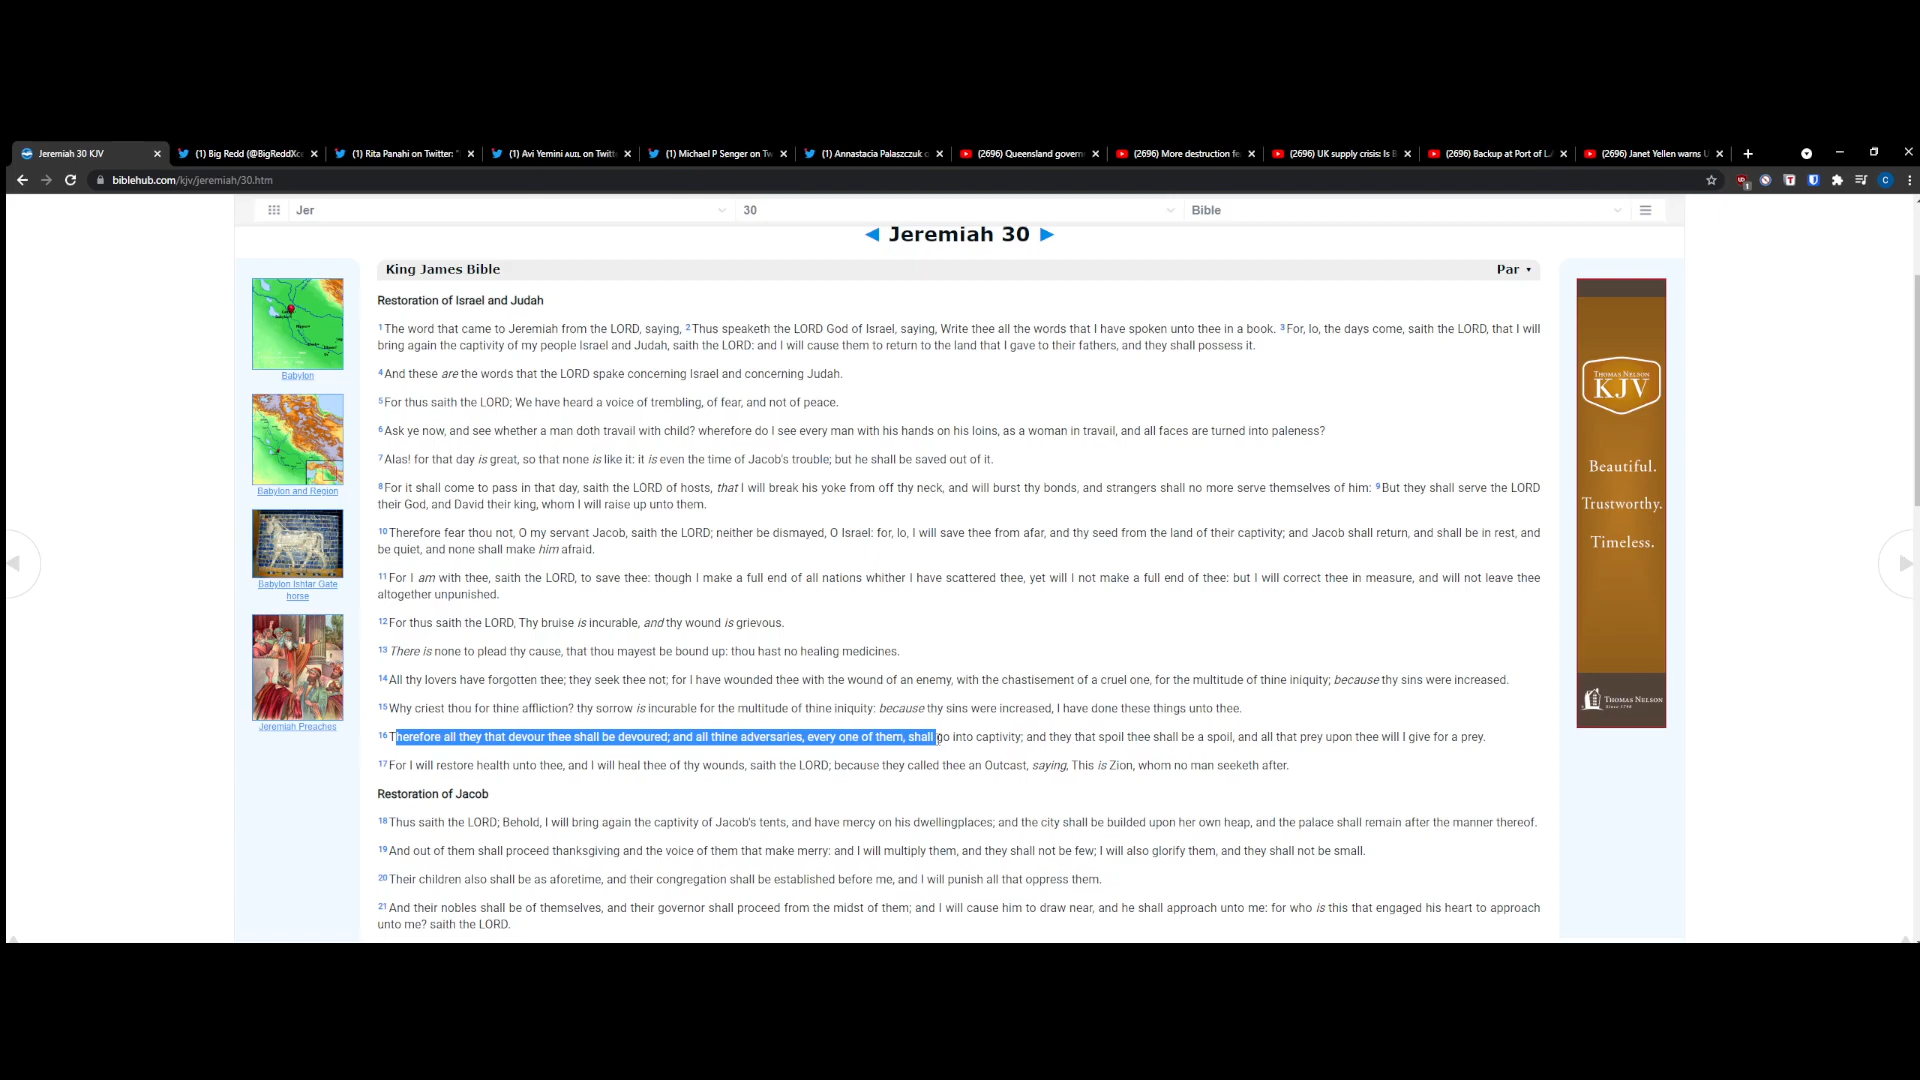 Jeremiah 30 KJV
(1) Big Redd (@BigReddXce
(1) Rita Panahi on Twitter: "
(1) Avi Yemini
(1) Michael P Senger on Tw
(1) Annastacia Palaszczuk
(2696) Queensland govern
(2696) More destruction fe
(2696) UK supply crisis: Is B
(2696) Backup at Port of L
(2696) Janet Yellen warns U
biblehub.com/kjv/jeremiah/30.htm
Jer
30
Bible
Jeremiah 30
King James Bible
Par
Restoration of Israel and Judah
1 The word that came to Jeremiah from the LORD, saying, 2 Thus speaketh the LORD God of Israel, saying, Write thee all the words that I have spoken unto thee in a book. 3 For, lo, the days come, saith the LORD, that I will
bring again the captivity of my people Israel and Judah, saith the LORD: and I will cause them to return to the land that I gave to their fathers, and they shall possess it.
4 And these are the words that the LORD spake concerning Israel and concerning Judah.
5 For thus saith the LORD; We have heard a voice of trembling, of fear, and not of peace.
6 Ask ye now, and see whether a man doth travail with child? wherefore do I see every man with his hands on his loins, as a woman in travail, and all faces are turned into paleness?
7 Alas! for that day is great, so that none is like it: it is even the time of Jacob's trouble; but he shall be saved out of it.
8 For it shall come to pass in that day, saith the LORD of hosts, that I will break his yoke from off thy neck, and will burst thy bonds, and strangers shall no more serve themselves of him: 9 But they shall serve the LORD
their God, and David their king, whom I will raise up unto them.
10 Therefore fear thou not, O my servant Jacob, saith the LORD; neither be dismayed, O Israel: for, lo, I will save thee from afar, and thy seed from the land of their captivity; and Jacob shall return, and shall be in rest, and
be quiet, and none shall make him afraid.
11 For I am with thee, saith the LORD, to save thee: though I make a full end of all nations whither I have scattered thee, yet will I not make a full end of thee: but I will correct thee in measure, and will not leave thee
altogether unpunished.
12 For thus saith the LORD, Thy bruise is incurable, and thy wound is grievous.
13 There is none to plead thy cause, that thou mayest be bound up: thou hast no healing medicines.
14 All thy lovers have forgotten thee; they seek thee not; for I have wounded thee with the wound of an enemy, with the chastisement of a cruel one, for the multitude of thine iniquity; because thy sins were increased.
15 Why criest thou for thine affliction? thy sorrow is incurable for the multitude of thine iniquity: because thy sins were increased, I have done these things unto thee.
16 Therefore all they that devour thee shall be devoured; and all thine adversaries, every one of them, shall go into captivity; and they that spoil thee shall be a spoil, and all that prey upon thee will I give for a prey.
17 For I will restore health unto thee, and I will heal thee of thy wounds, saith the LORD; because they called thee an Outcast, saying, This is Zion, whom no man seeketh after.
Restoration of Jacob
18 Thus saith the LORD; Behold, I will bring again the captivity of Jacob's tents, and have mercy on his dwellingplaces; and the city shall be builded upon her own heap, and the palace shall remain after the manner thereof.
19 And out of them shall proceed thanksgiving and the voice of them that make merry: and I will multiply them, and they shall not be few; I will also glorify them, and they shall not be small.
20 Their children also shall be as aforetime, and their congregation shall be established before me, and I will punish all that oppress them.
21 And their nobles shall be of themselves, and their governor shall proceed from the midst of them; and I will cause him to draw near, and he shall approach unto me: for who is this that engaged his heart to approach
unto me? saith the LORD.
Babylon
Babylon and Region
Babylon Ishtar Gate
horse
Jeremiah Preaches
THOMAS NELSON
KJV
Beautiful.
Trustworthy.
Timeless.
THOMAS NELSON
Since 1798